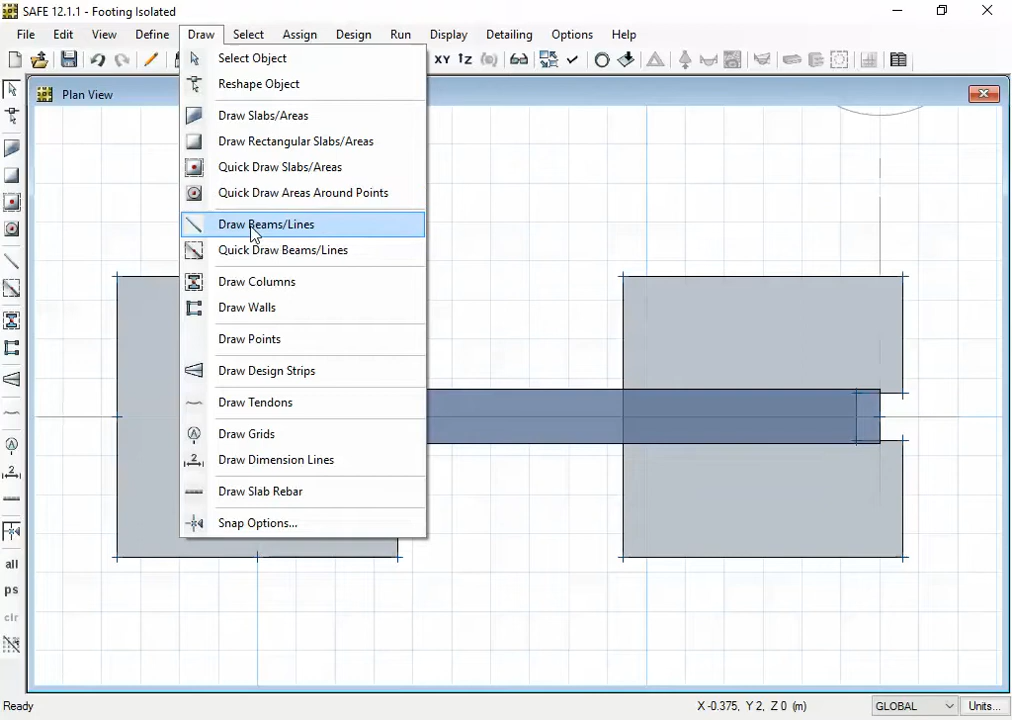 SAFE 12.1.1 - Footing Isolated
File Edit View Define Draw Select Assign Design Run Display Detailing Options Help
XY
Plan View
Select Object
Reshape Object
Draw Slabs/Areas
Draw Rectangular Slabs/Areas
Quick Draw Slabs/Areas
Quick Draw Areas Around Points
Draw Beams/Lines
Quick Draw Beams/Lines
Draw Columns
Draw Walls
Draw Points
Draw Design Strips
Draw Tendons
Draw Grids
Draw Dimension Lines
Draw Slab Rebar
Snap Options...
all
ps
clr
Ready
X -0.375, Y 2, Z 0 (m)
GLOBAL
Units...